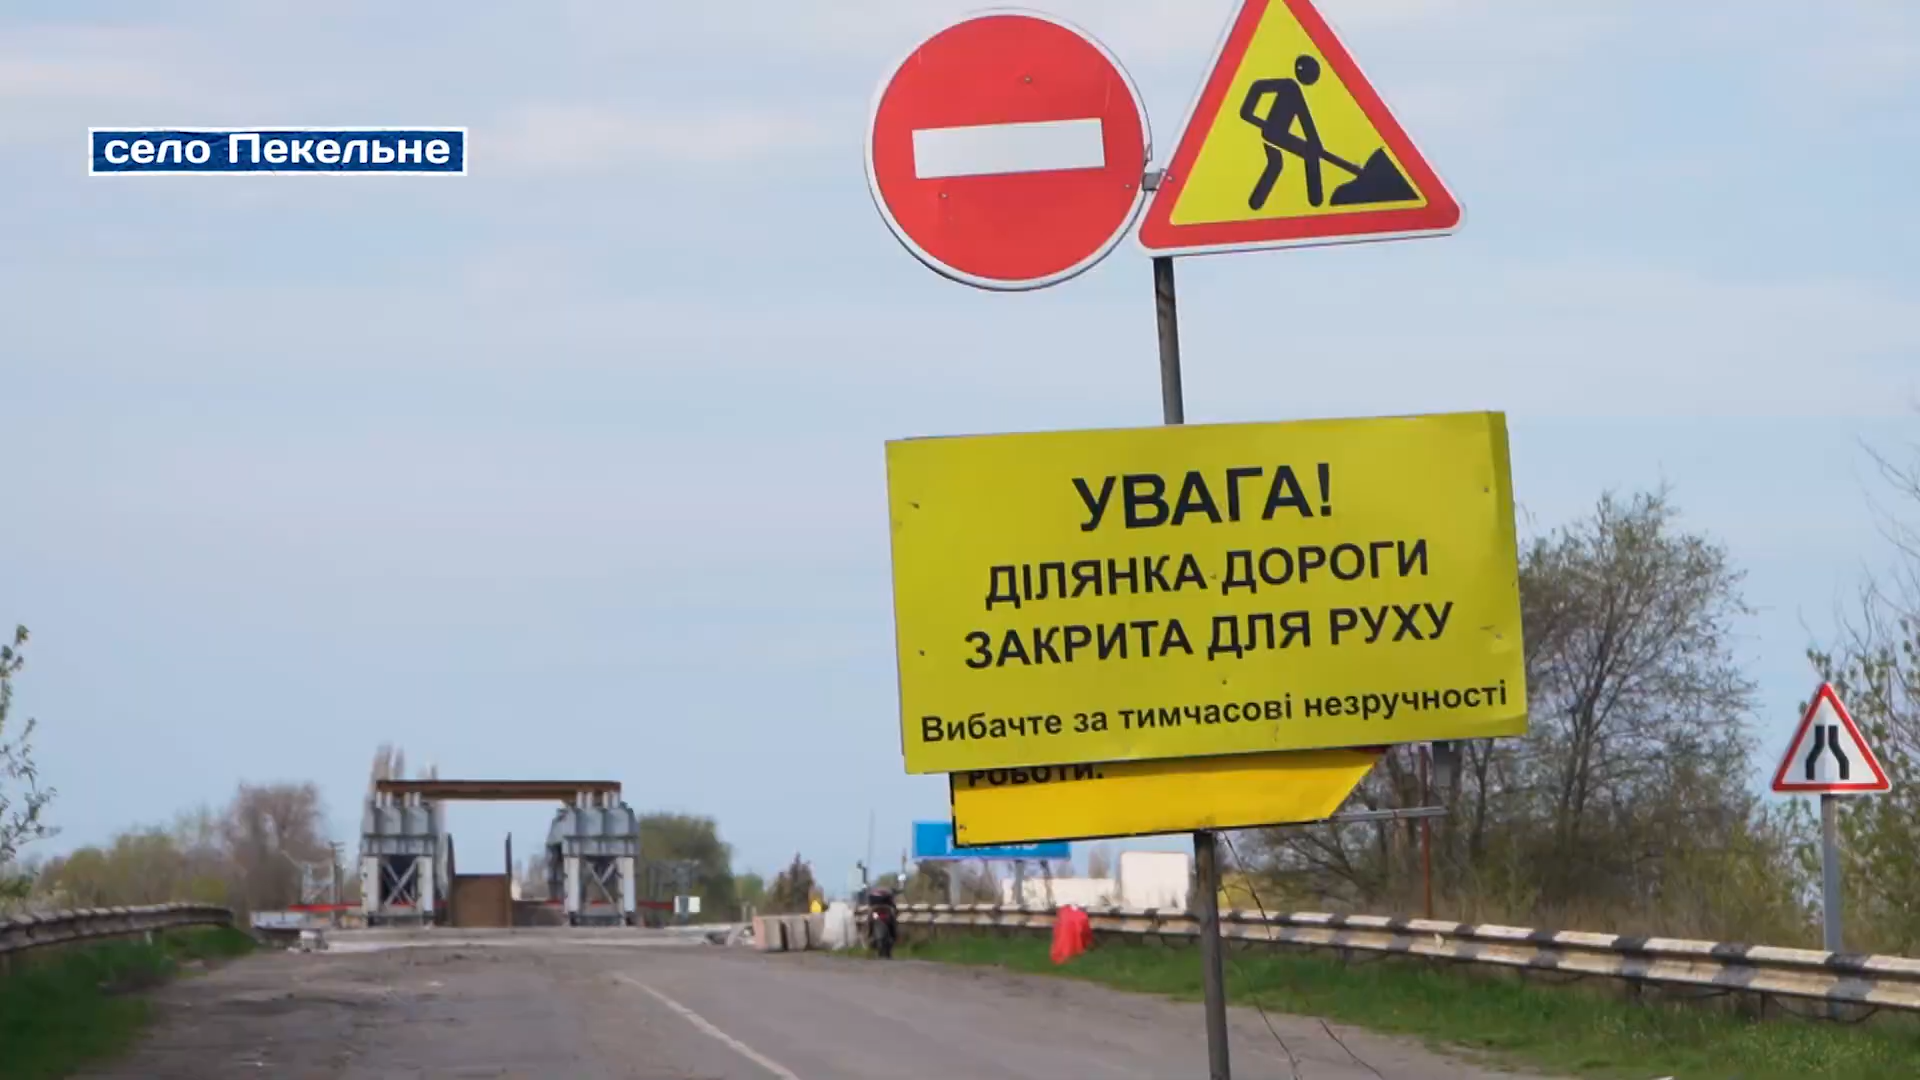 село Пекельне
УВАГА!
ДІЛЯНКА ДОРОГИ
ЗАКРИТА ДЛЯ РУХУ
Вибачте за тимчасові незручності
РОБОТИ.